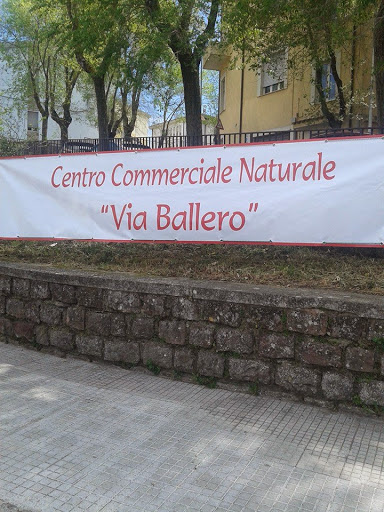 Centro Commerciale Naturale
"Via Ballero"